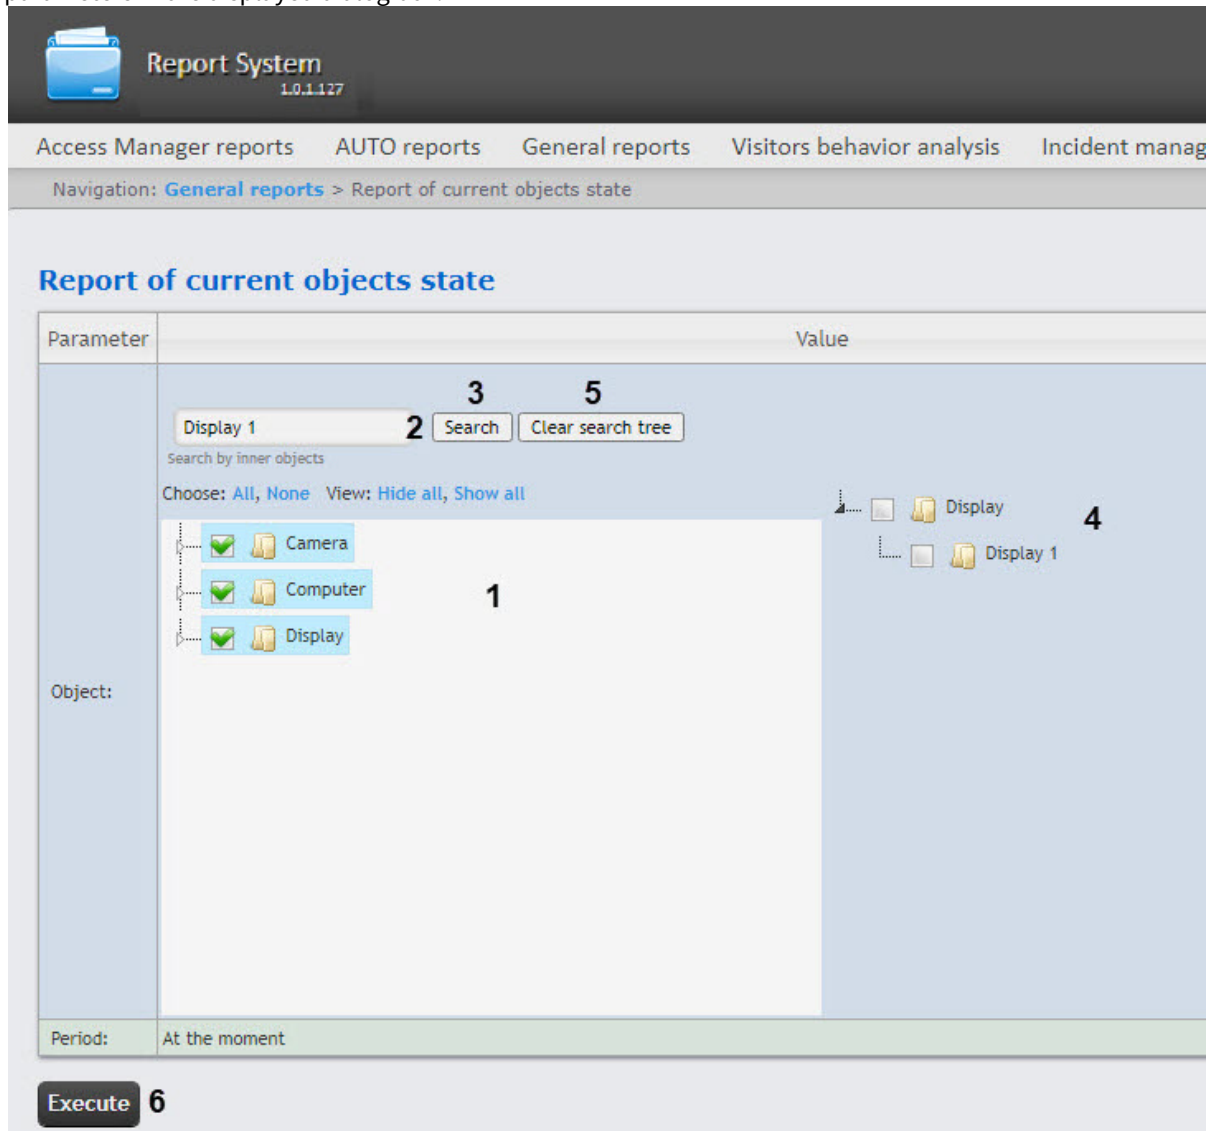 Report System
1.0.1.127
Access Manager reports AUTO reports General reports Visitors behavior analysis Incident manag
Navigation: General reports > Report of current objects state
Report of current objects state
Parameter Value
3 5
Display 1 2 Search Clear search tree
Search by inner objects
Choose: All, None View: Hide all, Show all
Display 4
Camera
Display 1
Computer 1
Display
Object:
Period: At the moment
Execute 6